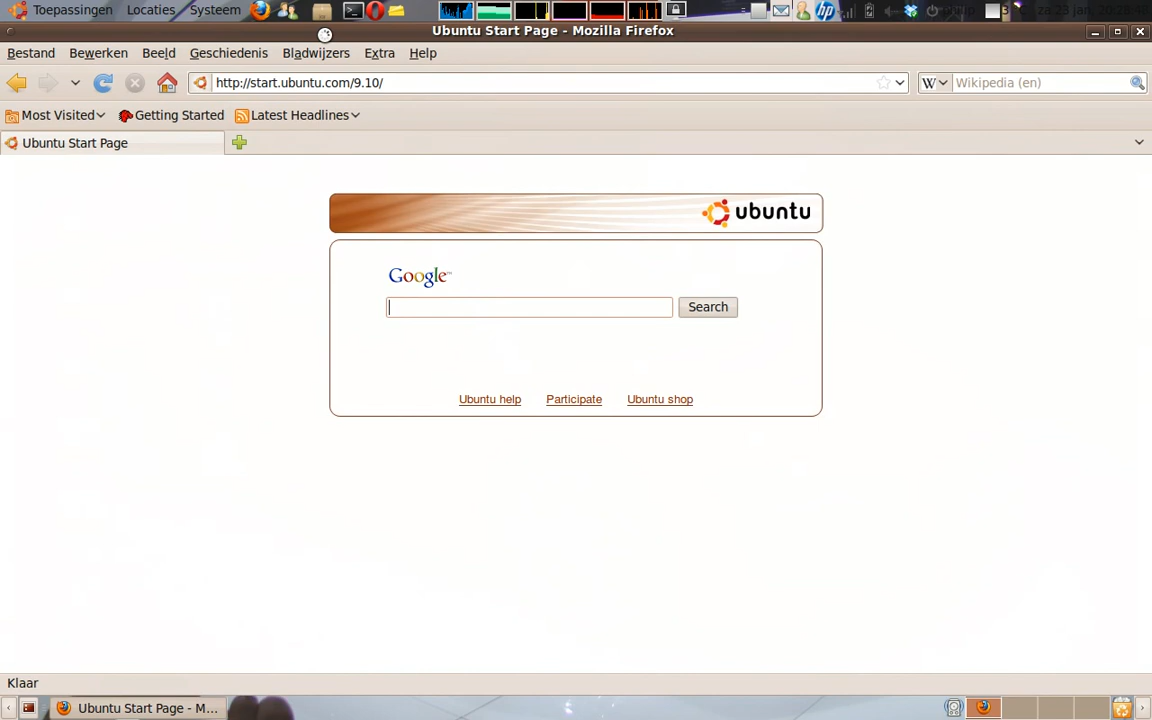 Toepassingen Locaties Systeem
Ubuntu Start Page - Mozilla Firefox
Bestand Bewerken Beeld Geschiedenis Bladwijzers Extra Help
http://start.ubuntu.com/9.10/ W Wikipedia (en)
Most Visited Getting Started Latest Headlines
Ubuntu Start Page
ubuntu
Google™
Search
Ubuntu help Participate Ubuntu shop
Klaar
Ubuntu Start Page - M...